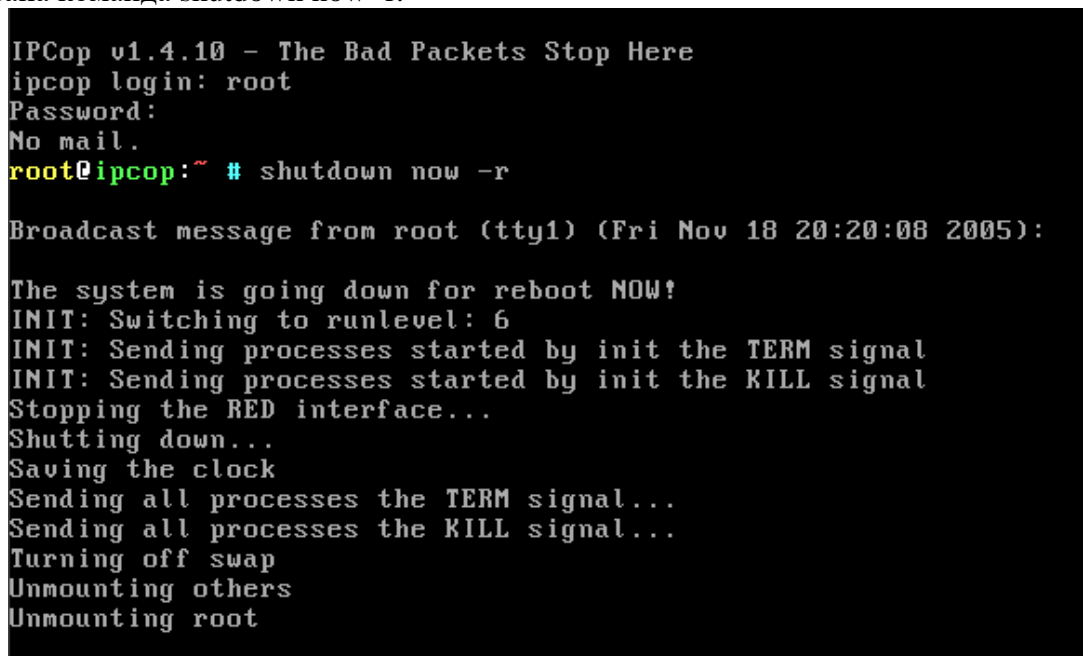 команда shutdown now -r.
IPCop v1.4.10 - The Bad Packets Stop Here
ipcop login: root
Password:
No mail.
root@ipcop:~ # shutdown now -r
Broadcast message from root (tty1) (Fri Nov 18 20:20:08 2005):
The system is going down for reboot NOW!
INIT: Switching to runlevel: 6
INIT: Sending processes started by init the TERM signal
INIT: Sending processes started by init the KILL signal
Stopping the RED interface...
Shutting down...
Saving the clock
Sending all processes the TERM signal...
Sending all processes the KILL signal...
Turning off swap
Unmounting others
Unmounting root